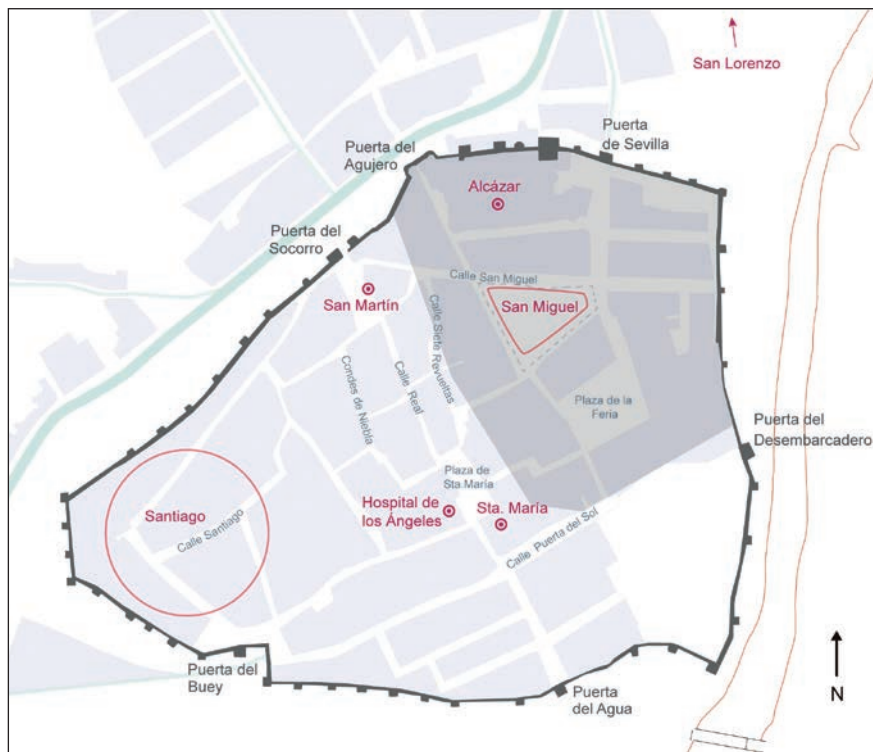 San Lorenzo
Puerta
de Sevilla
Puerta del
Agujero
Alcázar
Puerta del
Socorro
Calle San Miguel
San Miguel
San Martín
Calle Siete Revueltas
Calle Real
Condes de Niebla
Plaza de la
Feria
Puerta del
Desembarcadero
Plaza de
Sta. María
Hospital de
los Ángeles
Sta. María
Santiago
Calle Santiago
Calle Puerta del Sol
Puerta del
Buey
Puerta
del Agua
N